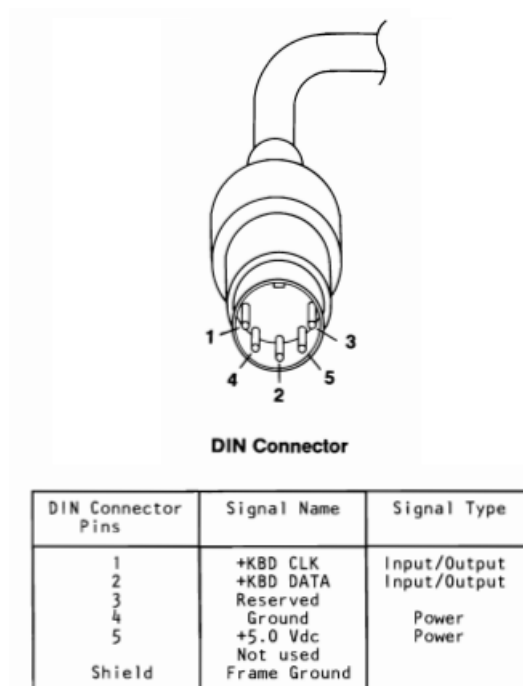 1
3
4
5
2
DIN Connector
DIN Connector Pins Signal Name Signal Type
1 +KBD CLK Input/Output
2 +KBD DATA Input/Output
3 Reserved
4 Ground Power
5 +5.0 Vdc Power
Not used
Shield Frame Ground